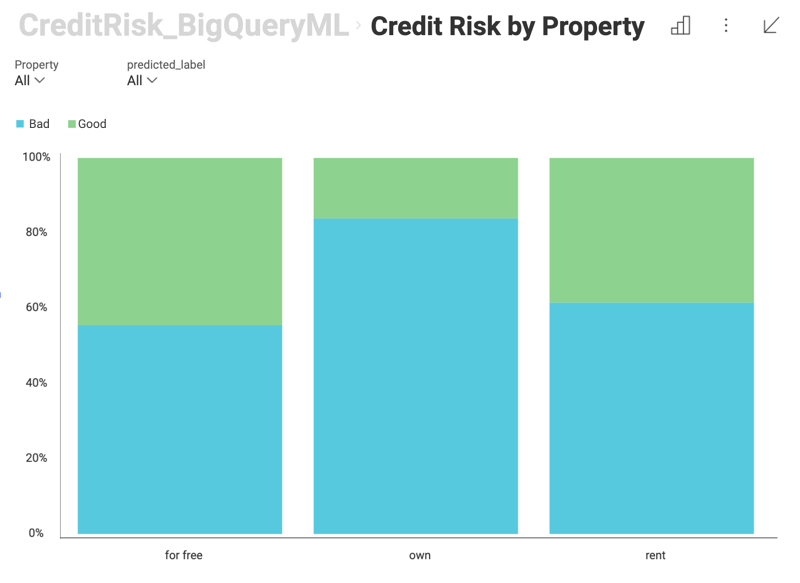 CreditRisk_BigQueryML > Credit Risk by Property
Property predicted_label
All All
Bad Good
100%
80%
60%
40%
20%
0%
for free own rent